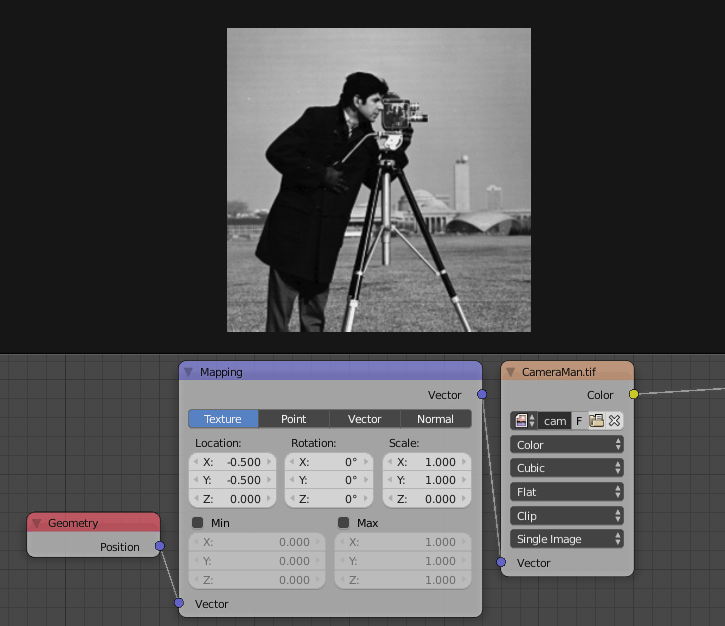 Mapping
Vector
Texture Point Vector Normal
Location: Rotation: Scale:
X: -0.500 X: 0° X: 1.000
Y: -0.500 Y: 0° Y: 1.000
Z: 0.000 Z: 0° Z: 0.000
Min Max
X: 0.000 X: 1.000
Y: 0.000 Y: 1.000
Z: 0.000 Z: 1.000
Vector
Geometry
Position
CameraMan.tif
Color
cam F
Color
Cubic
Flat
Clip
Single Image
Vector